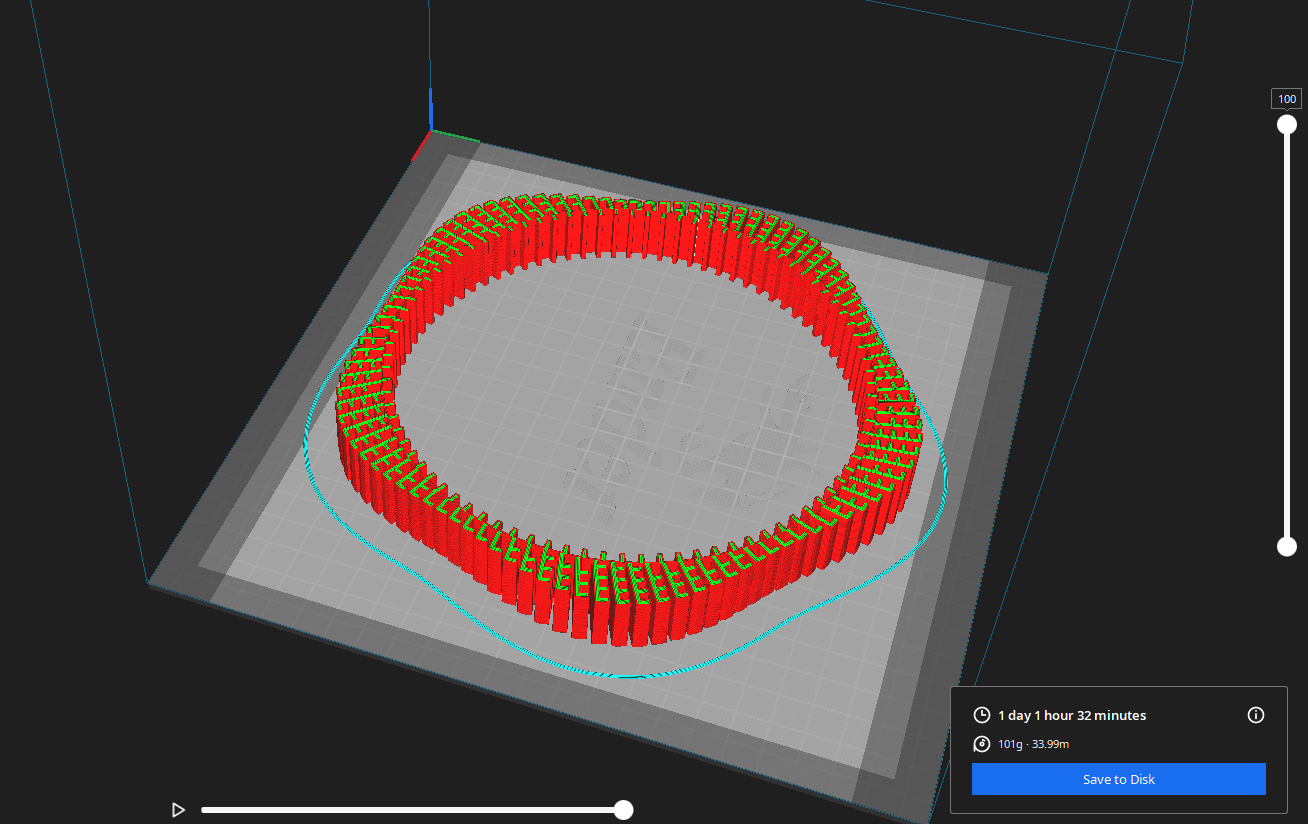 100
1 day 1 hour 32 minutes
101g · 33.99m
Save to Disk